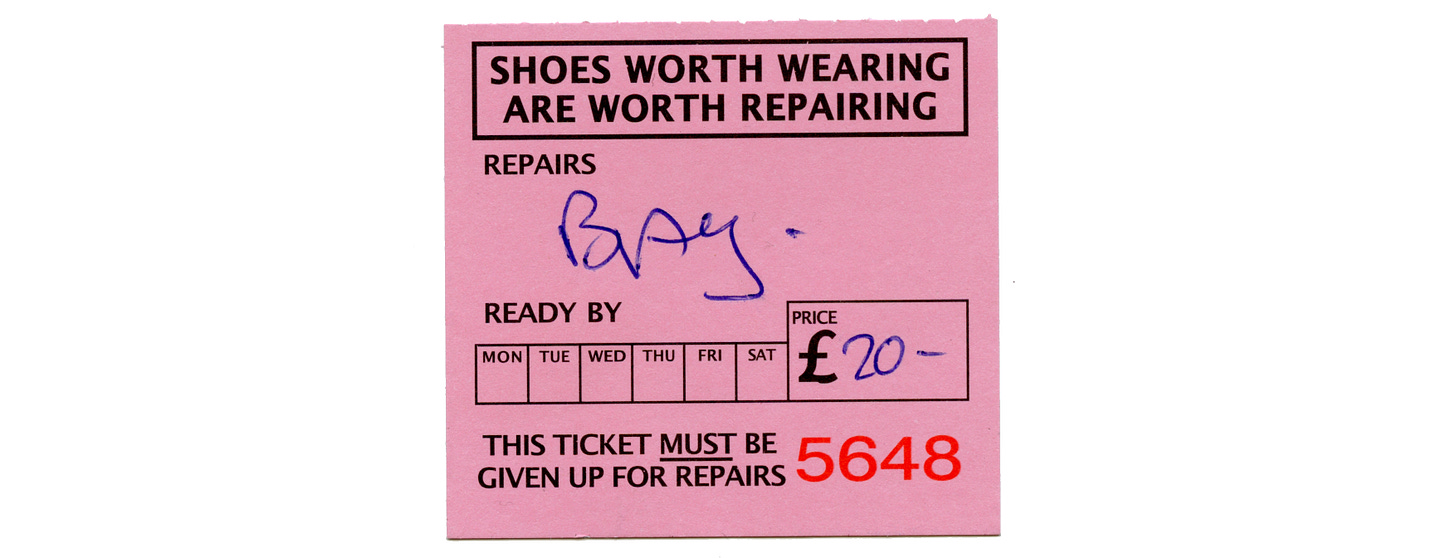 SHOES WORTH WEARING
ARE WORTH REPAIRING
REPAIRS
READY BY
PRICE
£20-
MON TUE WED THU FRI SAT
THIS TICKET MUST BE
GIVEN UP FOR REPAIRS
5648